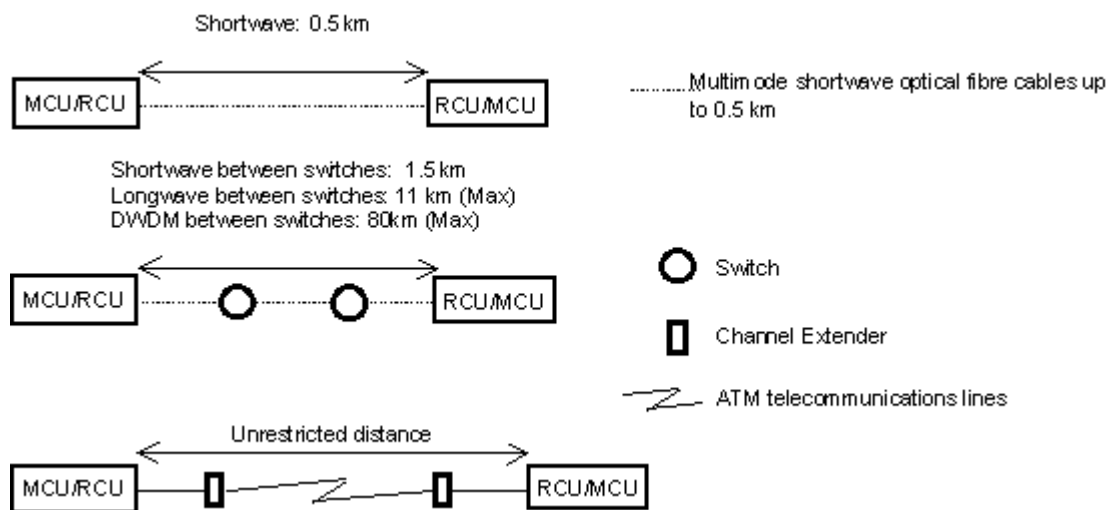 Shortwave: 0.5 km
MCU/RCU
RCU/MCU
Multimode shortwave optical fibre cables up
to 0.5 km
Shortwave between switches: 1.5 km
Longwave between switches: 11 km (Max)
DWDM between switches: 80km (Max)
MCU/RCU
RCU/MCU
Switch
Channel Extender
ATM telecommunications lines
Unrestricted distance
MCU/RCU
RCU/MCU